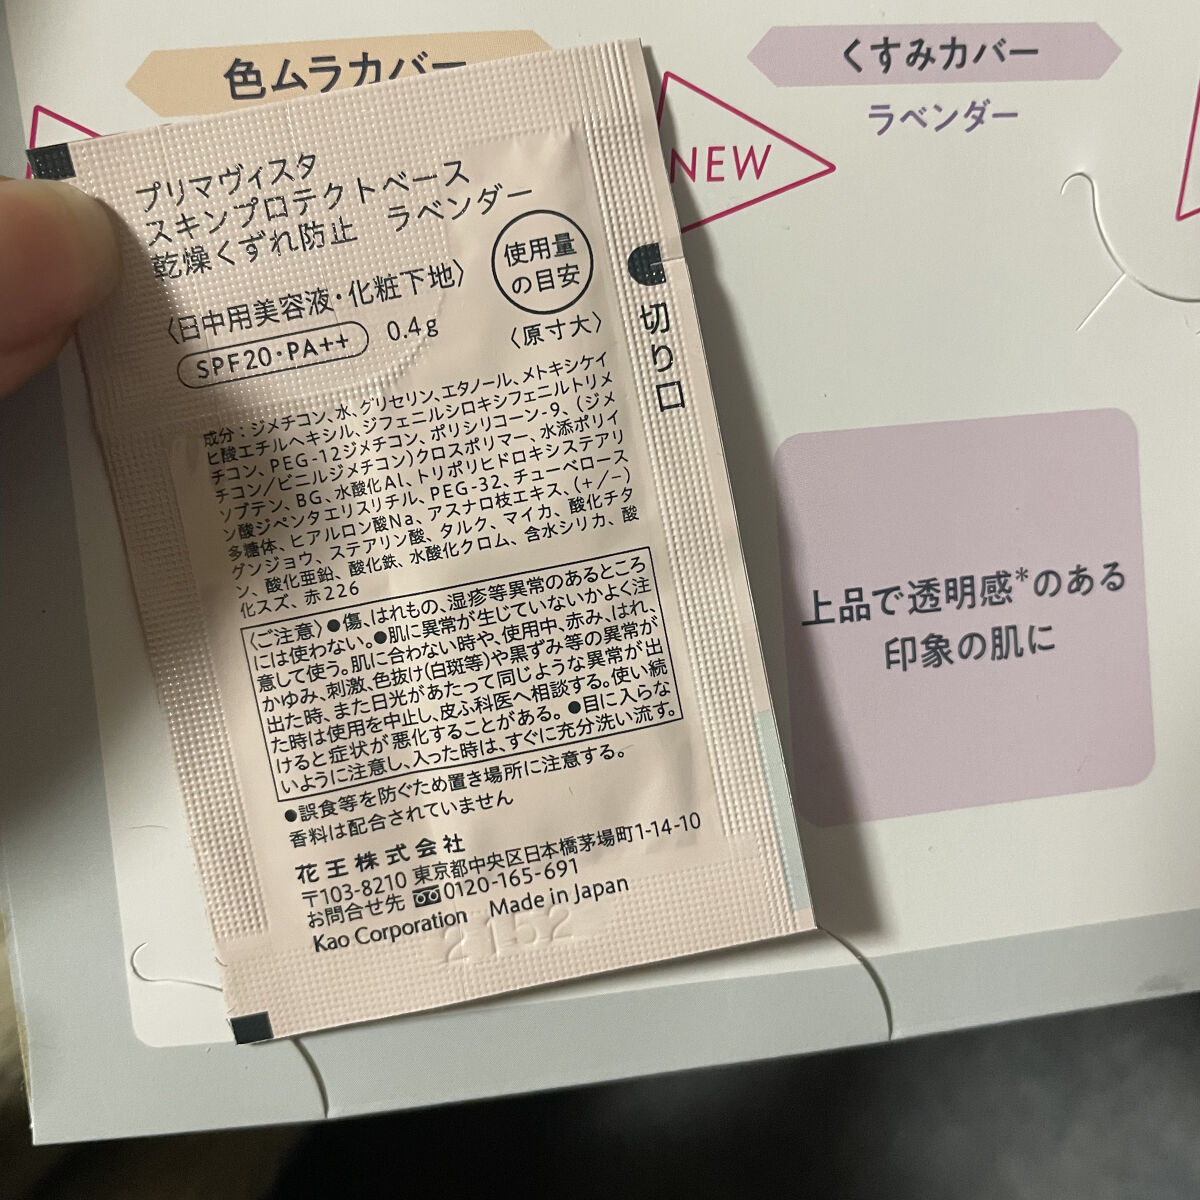 色ムラカバー
くすみカバー
ラベンダー
NEW
プリマヴィスタ
スキンプロテクトベース
乾燥くずれ防止 ラベンダー
〈日中用美容液・化粧下地〉
SPF20・PA++ 0.4g
使用量
の目安
〈原寸大〉
切り口
成分：ジメチコン、水、グリセリン、エタノール、メトキシケイ
ヒ酸エチルヘキシル、ジフェニルシロキシフェニルトリメ
チコン、PEG-12ジメチコン、ポリシリコーン-9、(ジメ
チコン/ビニルジメチコン)クロスポリマー、水添ポリイ
ソブテン、BG、水酸化Al、トリポリヒドロキシステアリ
ン酸ジペンタエリスリチル、PEG-32、チューベロース
多糖体、ヒアルロン酸Na、アスナロ枝エキス、(+/-)
グンジョウ、ステアリン酸、タルク、マイカ、酸化チタ
ン、酸化亜鉛、酸化鉄、水酸化クロム、含水シリカ、酸
化スズ、赤226
〈ご注意〉●傷、はれもの、湿疹等異常のあるところ
には使わない。●肌に異常が生じていないかよく注
意して使う。肌に合わない時や、使用中、赤み、はれ、
かゆみ、刺激、色抜け(白斑等)や黒ずみ等の異常が
出た時、また日光があたって同じような異常が出
た時は使用を中止し、皮ふ科医へ相談する。使い続
けると症状が悪化することがある。●目に入らな
いように注意し、入った時は、すぐに充分洗い流す。
●誤食等を防ぐため置き場所に注意する。
香料は配合されていません
花王株式会社
〒103-8210 東京都中央区日本橋茅場町1-14-10
お問合せ先 0120-165-691
Kao Corporation Made in Japan
2152
上品で透明感*のある
印象の肌に